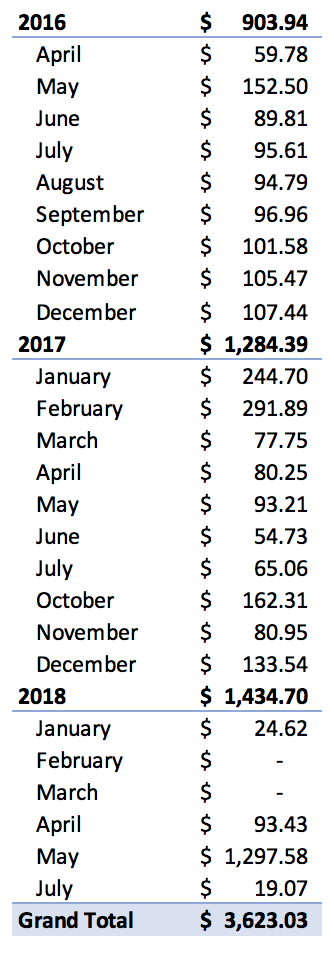 2016 $ 903.94
April $ 59.78
May $ 152.50
June $ 89.81
July $ 95.61
August $ 94.79
September $ 96.96
October $ 101.58
November $ 105.47
December $ 107.44
2017 $ 1,284.39
January $ 244.70
February $ 291.89
March $ 77.75
April $ 80.25
May $ 93.21
June $ 54.73
July $ 65.06
October $ 162.31
November $ 80.95
December $ 133.54
2018 $ 1,434.70
January $ 24.62
February $ -
March $ -
April $ 93.43
May $ 1,297.58
July $ 19.07
Grand Total $ 3,623.03